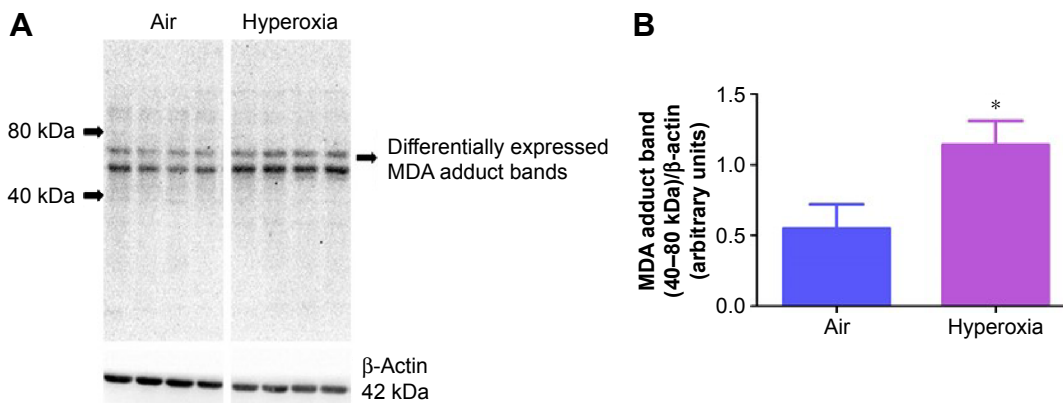 A
Air
Hyperoxia
80 kDa
40 kDa
Differentially expressed
MDA adduct bands
β-Actin
42 kDa
B
MDA adduct band
(40–80 kDa)/β-actin
(arbitrary units)
1.5
1.0
0.5
0.0
*
Air
Hyperoxia